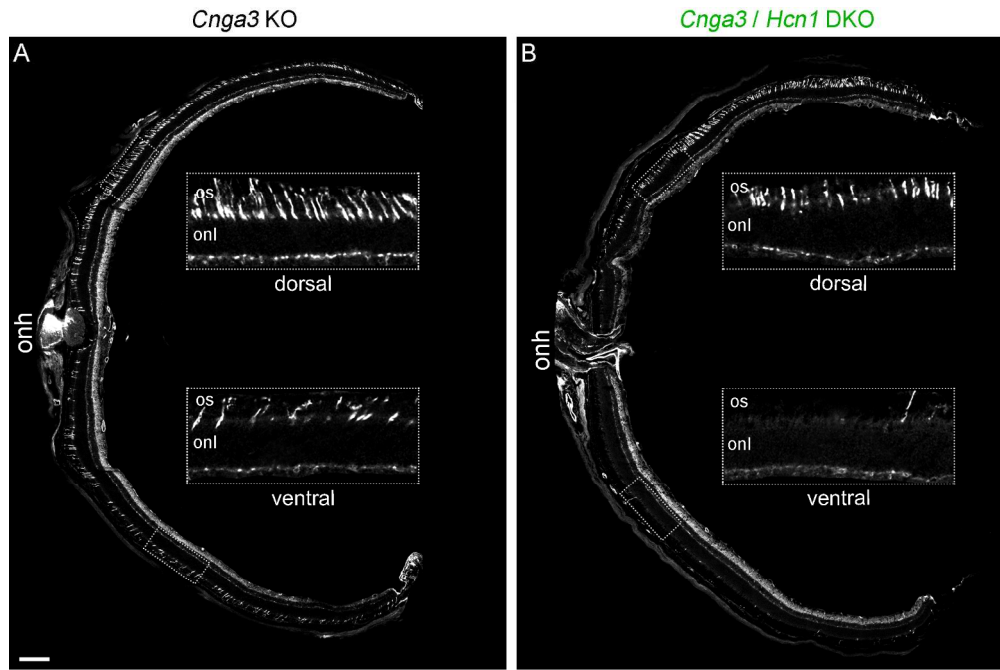 Cnga3 KO
Cnga3 / Hcn1 DKO
A
B
os
onl
dorsal
os
onl
dorsal
onh
onh
os
onl
ventral
os
onl
ventral